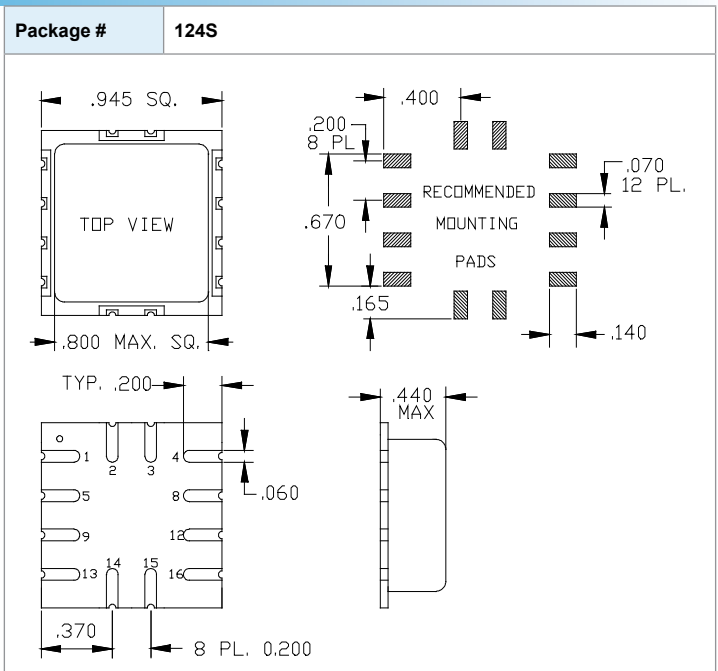 Package # 124S
.945 SQ.
TOP VIEW
.800 MAX. SQ.
.400
.200
8 PL
.670
.165
RECOMMENDED
MOUNTING
PADS
.070
12 PL.
.140
TYP. .200
1 2 3 4
5 8
9 12
13 14 15 16
.060
.370
8 PL. 0.200
.440
MAX